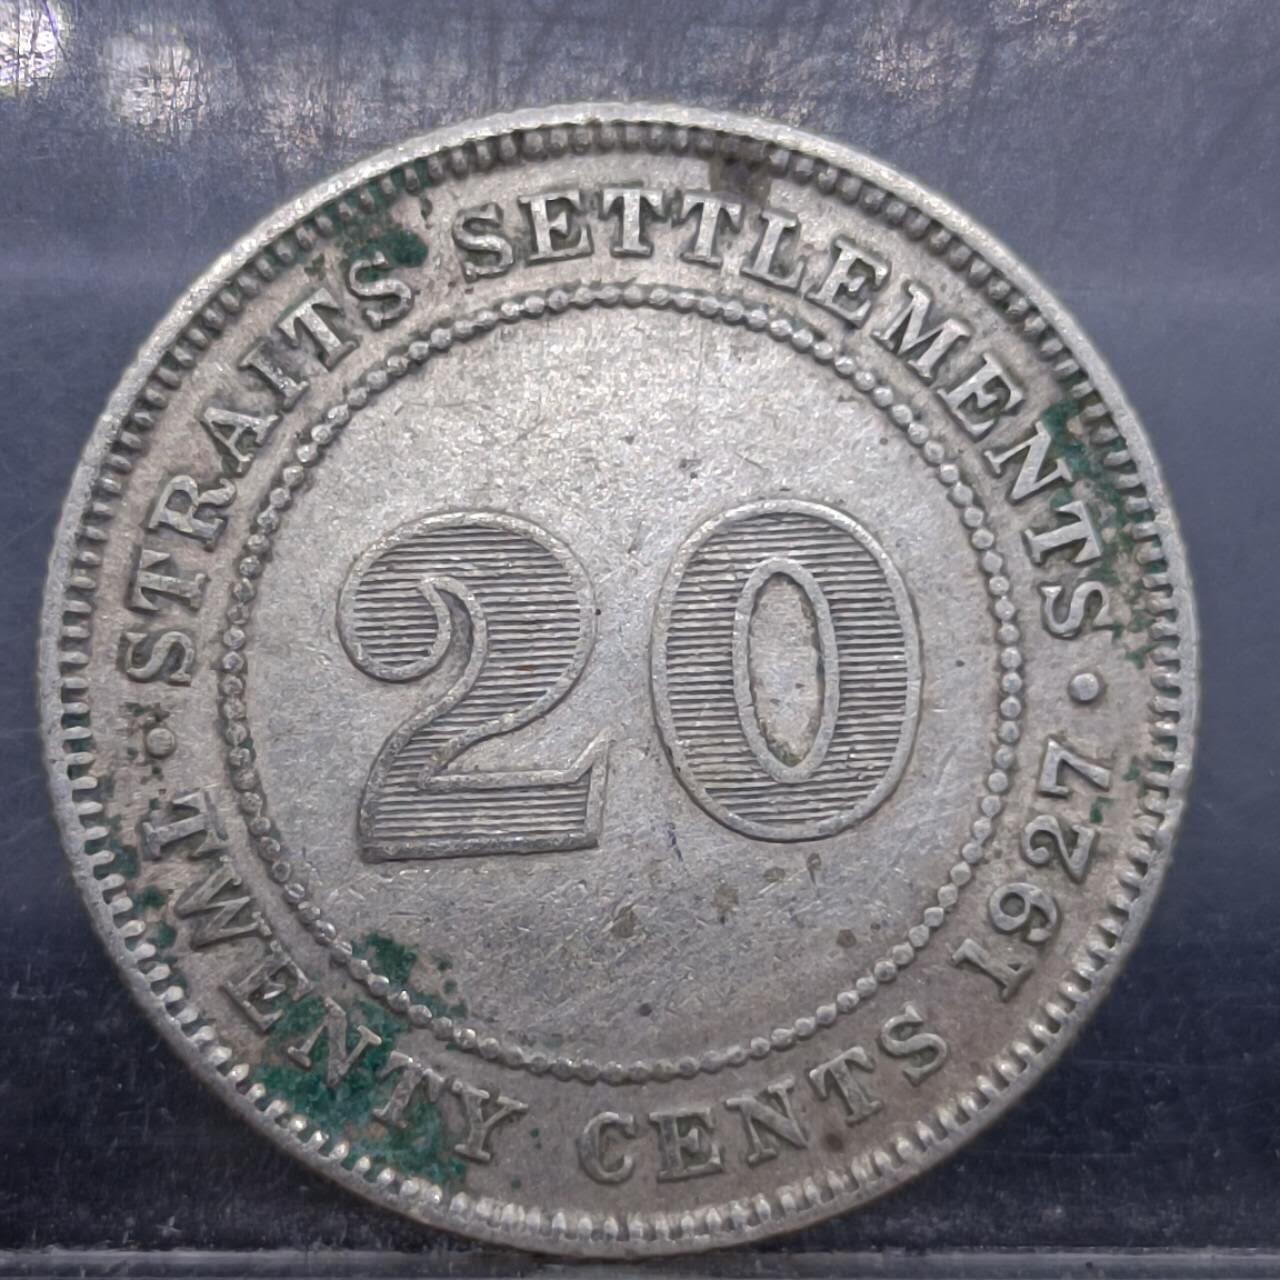 STRAITS SETTLEMENTS • 1927
20
TWENTY CENTS